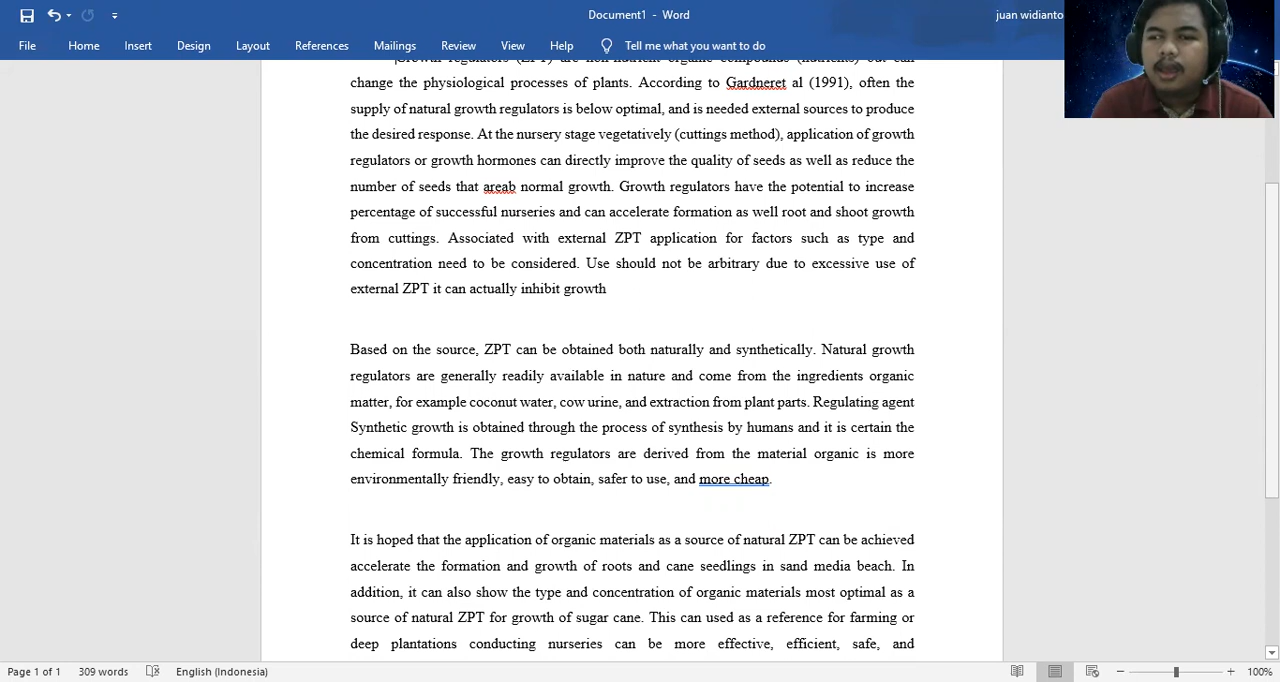 Document1 - Word
juan widianto
File Home Insert Design Layout References Mailings Review View Help Tell me what you want to do
Growth regulators (ZPT) are non-nutrient organic compounds (nutrients) but can
change the physiological processes of plants. According to Gardneret al (1991), often the
supply of natural growth regulators is below optimal, and is needed external sources to produce
the desired response. At the nursery stage vegetatively (cuttings method), application of growth
regulators or growth hormones can directly improve the quality of seeds as well as reduce the
number of seeds that areab normal growth. Growth regulators have the potential to increase
percentage of successful nurseries and can accelerate formation as well root and shoot growth
from cuttings. Associated with external ZPT application for factors such as type and
concentration need to be considered. Use should not be arbitrary due to excessive use of
external ZPT it can actually inhibit growth
Based on the source, ZPT can be obtained both naturally and synthetically. Natural growth
regulators are generally readily available in nature and come from the ingredients organic
matter, for example coconut water, cow urine, and extraction from plant parts. Regulating agent
Synthetic growth is obtained through the process of synthesis by humans and it is certain the
chemical formula. The growth regulators are derived from the material organic is more
environmentally friendly, easy to obtain, safer to use, and more cheap.
It is hoped that the application of organic materials as a source of natural ZPT can be achieved
accelerate the formation and growth of roots and cane seedlings in sand media beach. In
addition, it can also show the type and concentration of organic materials most optimal as a
source of natural ZPT for growth of sugar cane. This can used as a reference for farming or
deep plantations conducting nurseries can be more effective, efficient, safe, and
Page 1 of 1 309 words English (Indonesia) 100%